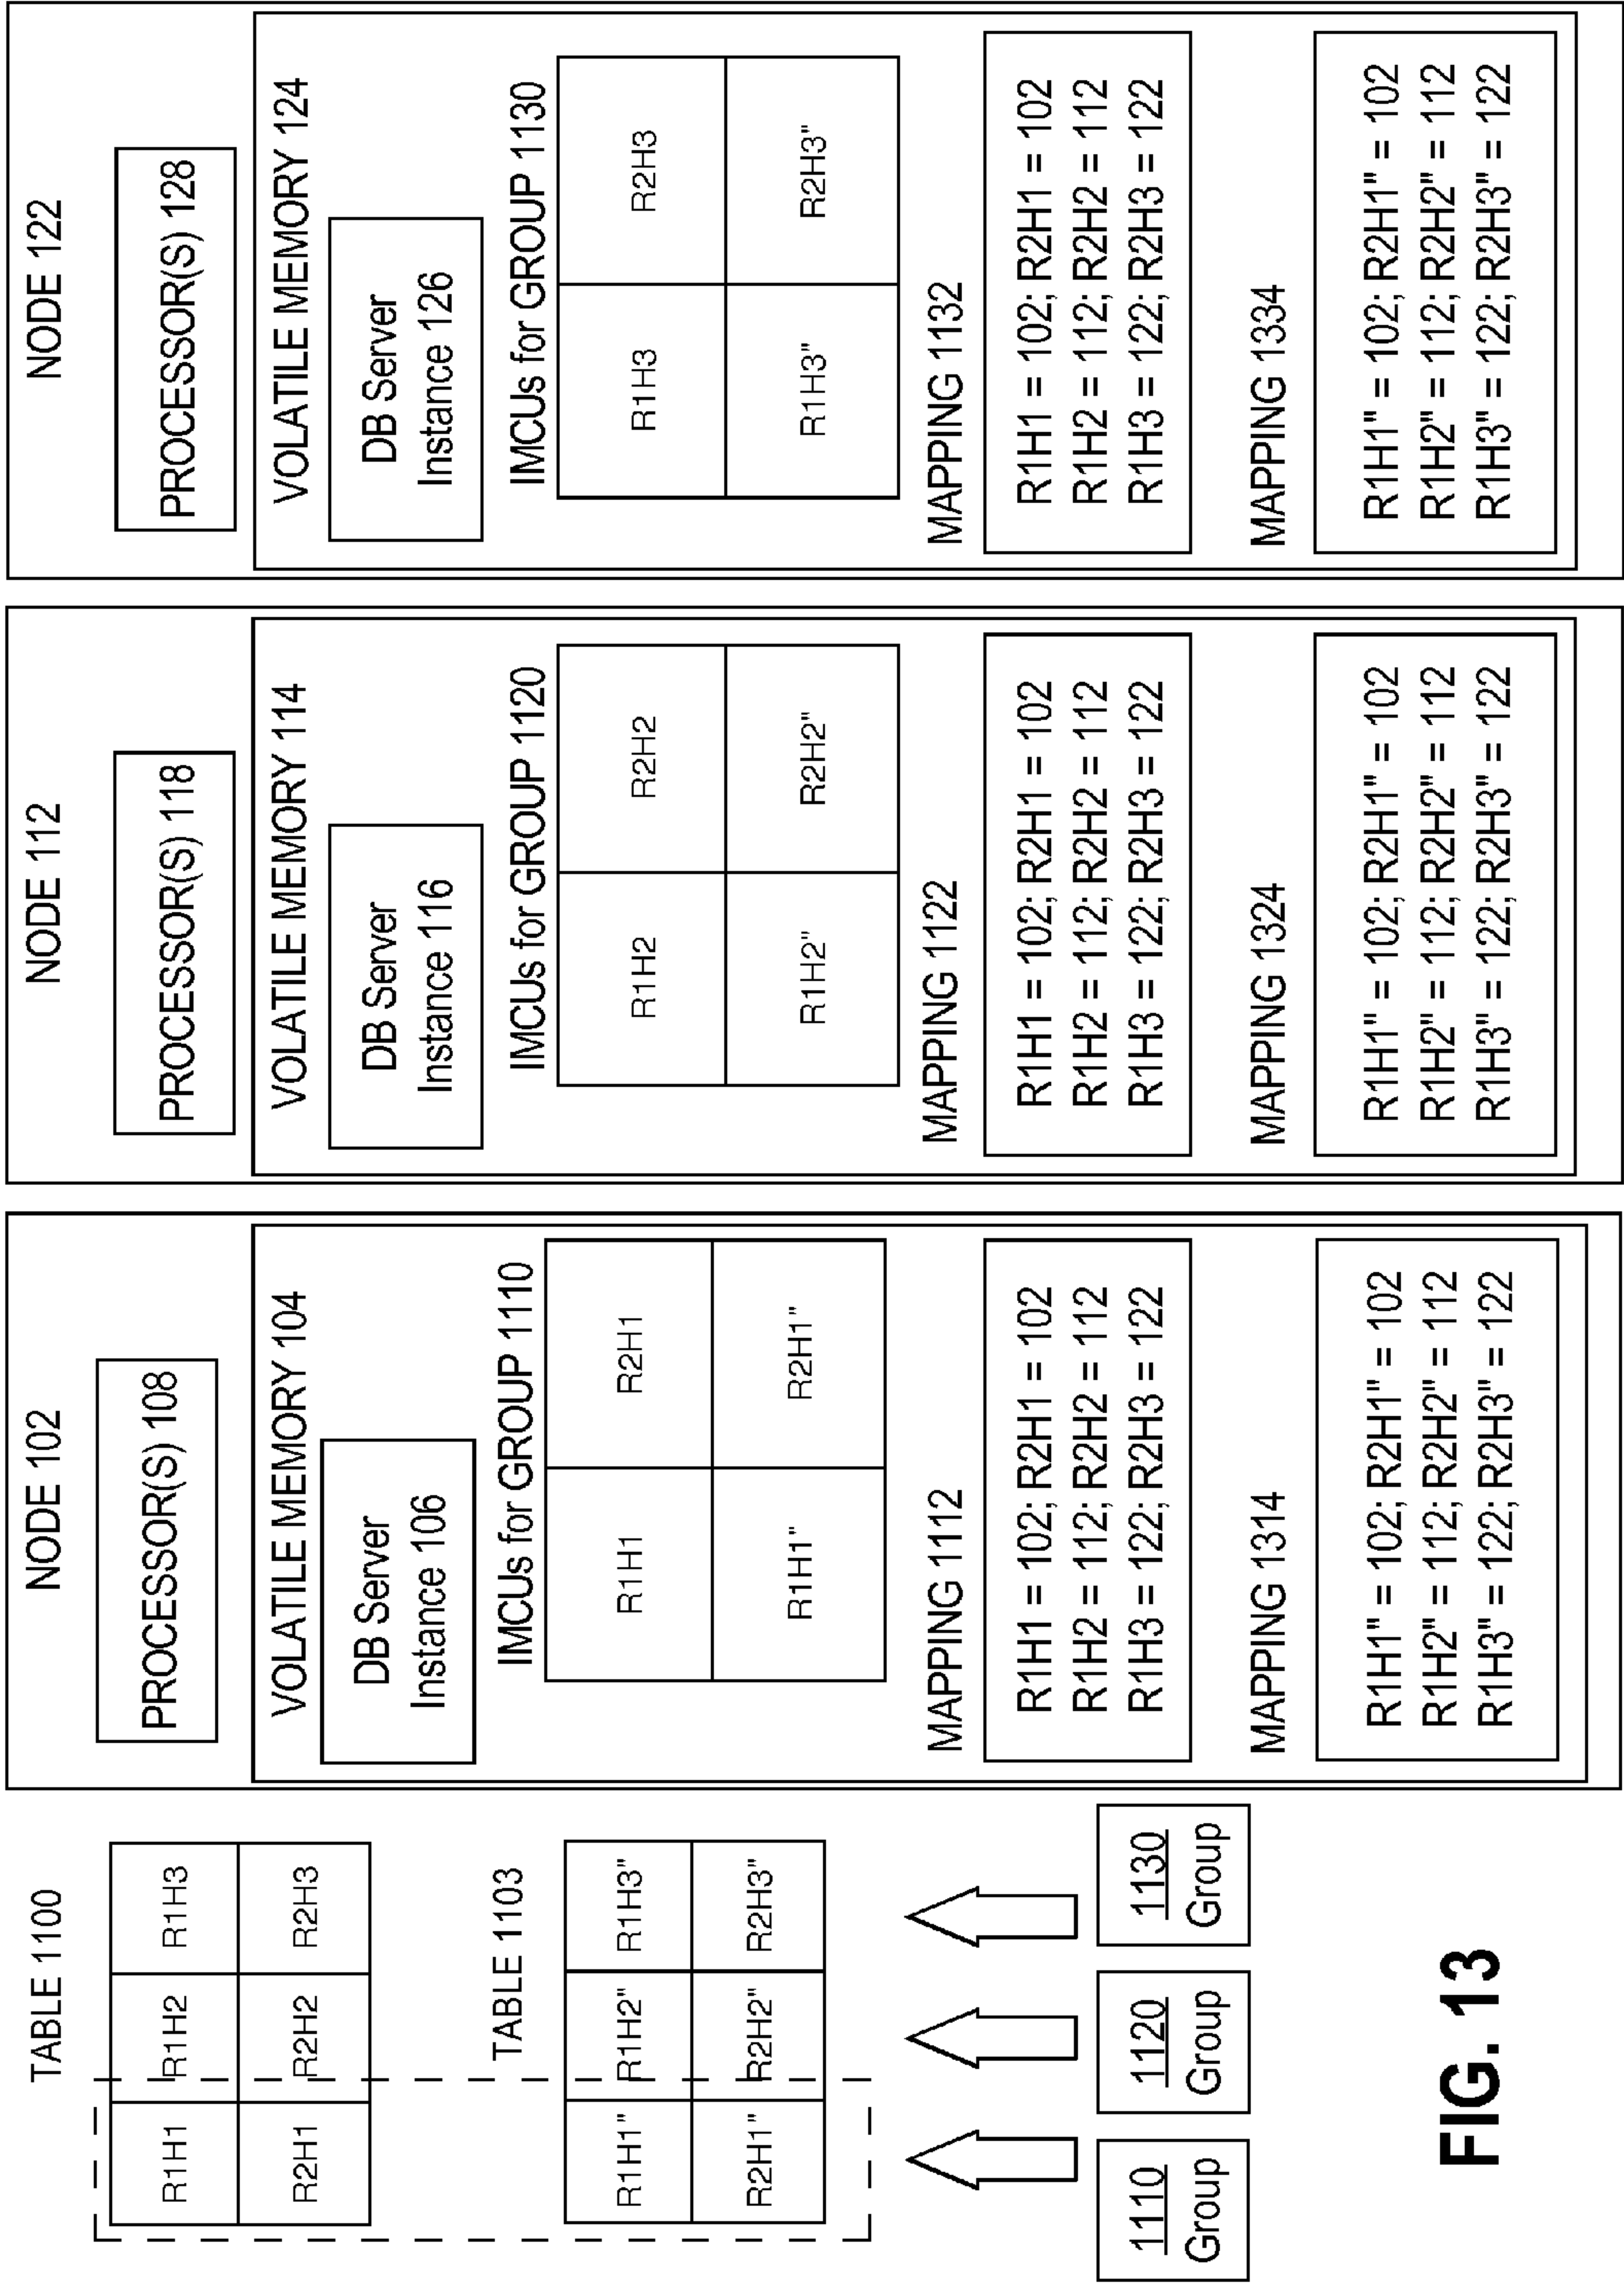 TABLE 1100
R1H1 R1H2 R1H3
R2H1 R2H2 R2H3
TABLE 1103
R1H1" R1H2" R1H3"
R2H1" R2H2" R2H3"
1110 1120 1130
Group Group Group
FIG. 13
NODE 102
PROCESSOR(S) 108
VOLATILE MEMORY 104
DB Server
Instance 106
IMCUs for GROUP 1110
R1H1 R2H1
R1H1" R2H1"
MAPPING 1112
R1H1 = 102; R2H1 = 102
R1H2 = 112; R2H2 = 112
R1H3 = 122; R2H3 = 122
MAPPING 1314
R1H1" = 102; R2H1" = 102
R1H2" = 112; R2H2" = 112
R1H3" = 122; R2H3" = 122
NODE 112
PROCESSOR(S) 118
VOLATILE MEMORY 114
DB Server
Instance 116
IMCUs for GROUP 1120
R1H2 R2H2
R1H2" R2H2"
MAPPING 1122
R1H1 = 102; R2H1 = 102
R1H2 = 112; R2H2 = 112
R1H3 = 122; R2H3 = 122
MAPPING 1324
R1H1" = 102; R2H1" = 102
R1H2" = 112; R2H2" = 112
R1H3" = 122; R2H3" = 122
NODE 122
PROCESSOR(S) 128
VOLATILE MEMORY 124
DB Server
Instance 126
IMCUs for GROUP 1130
R1H3 R2H3
R1H3" R2H3"
MAPPING 1132
R1H1 = 102; R2H1 = 102
R1H2 = 112; R2H2 = 112
R1H3 = 122; R2H3 = 122
MAPPING 1334
R1H1" = 102; R2H1" = 102
R1H2" = 112; R2H2" = 112
R1H3" = 122; R2H3" = 122